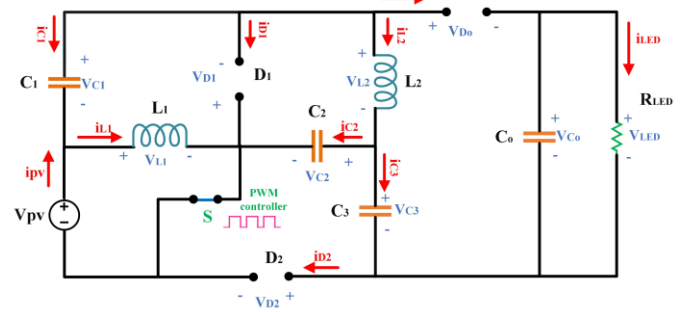 iC1
iD1
iL2
+ VDo -
iLED
+
C1
VC1
-
-
VD1
D1
+
+
VL2
L2
-
RLED
L1
iL1
+ VL1 -
C2
iC2
- VC2 +
Co
+
VCo
-
+
VLED
-
ipv
Vpv
+
-
PWM
controller
S
iC3
C3
+
VC3
-
D2
iD2
- VD2 +